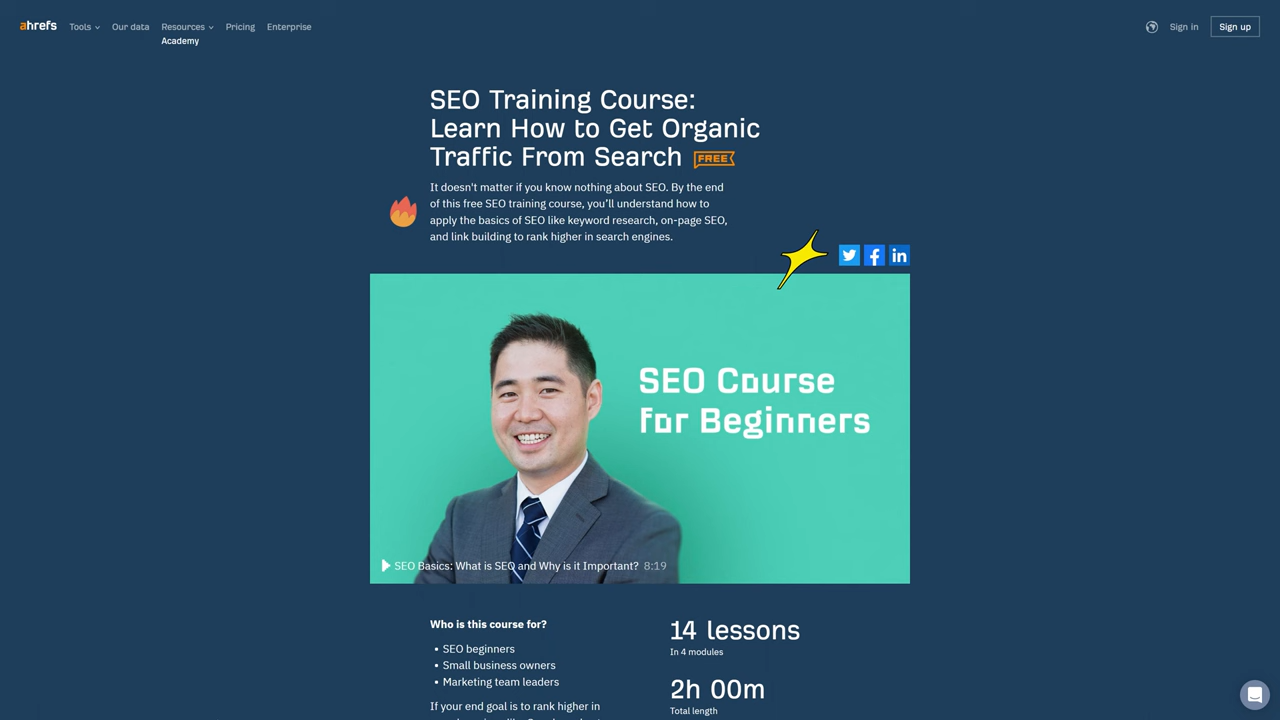 ahrefs Tools Our data Resources Pricing Enterprise Sign in Sign up
Academy
SEO Training Course:
Learn How to Get Organic
Traffic From Search FREE
It doesn't matter if you know nothing about SEO. By the end
of this free SEO training course, you’ll understand how to
apply the basics of SEO like keyword research, on-page SEO,
and link building to rank higher in search engines.
SEO Course
for Beginners
SEO Basics: What is SEO and Why is it Important? 8:19
Who is this course for?
• SEO beginners
• Small business owners
• Marketing team leaders
If your end goal is to rank higher in
14 lessons
In 4 modules
2h 00m
Total length